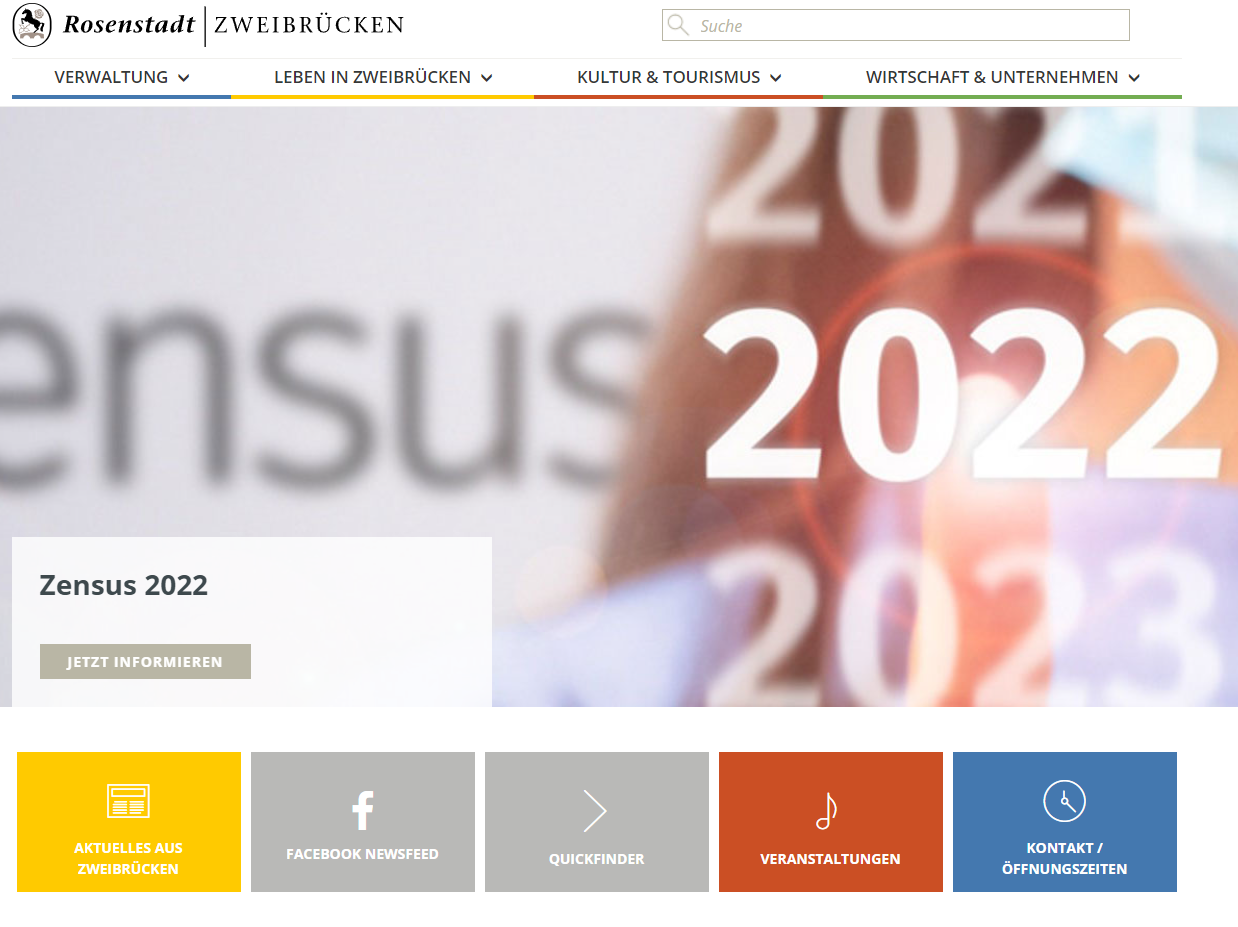 Rosenstadt ZWEIBRÜCKEN
Suche
VERWALTUNG
LEBEN IN ZWEIBRÜCKEN
KULTUR & TOURISMUS
WIRTSCHAFT & UNTERNEHMEN
2021
ensus
2022
2023
Zensus 2022
JETZT INFORMIEREN
AKTUELLES AUS
ZWEIBRÜCKEN
FACEBOOK NEWSFEED
QUICKFINDER
VERANSTALTUNGEN
KONTAKT /
ÖFFNUNGSZEITEN